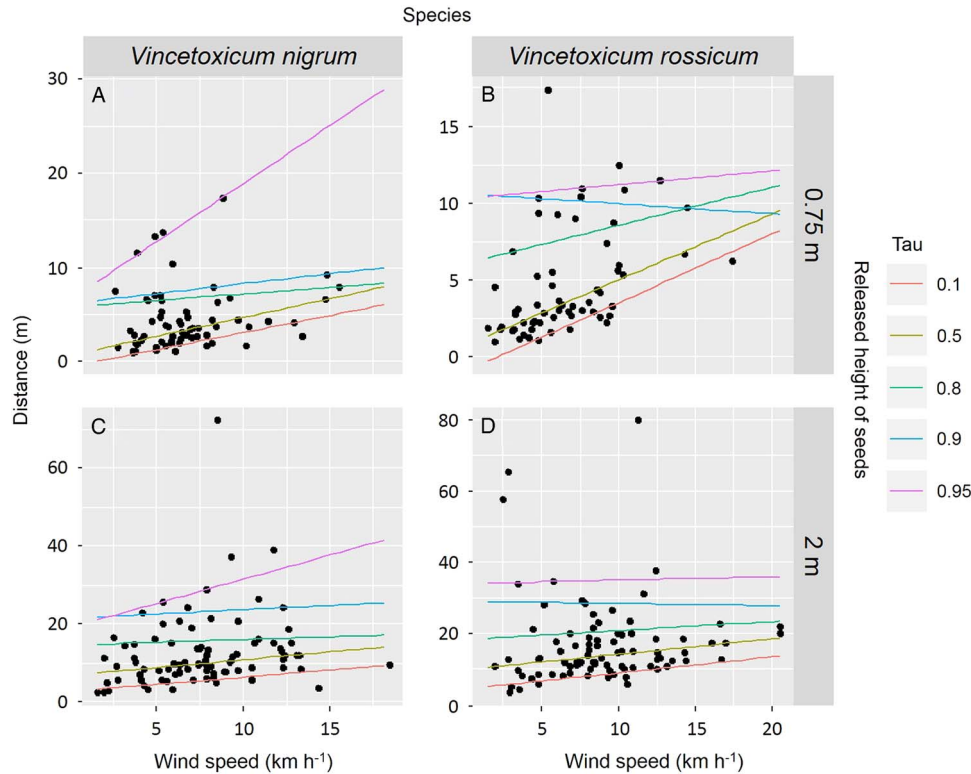 Species
Vincetoxicum nigrum
Vincetoxicum rossicum
A
B
C
D
30
20
10
0
15
10
5
0
60
40
20
0
80
60
40
20
0
Distance (m)
0.75 m
2 m
Released height of seeds
5
10
15
5
10
15
20
Wind speed (km h⁻¹)
Wind speed (km h⁻¹)
Tau
0.1
0.5
0.8
0.9
0.95